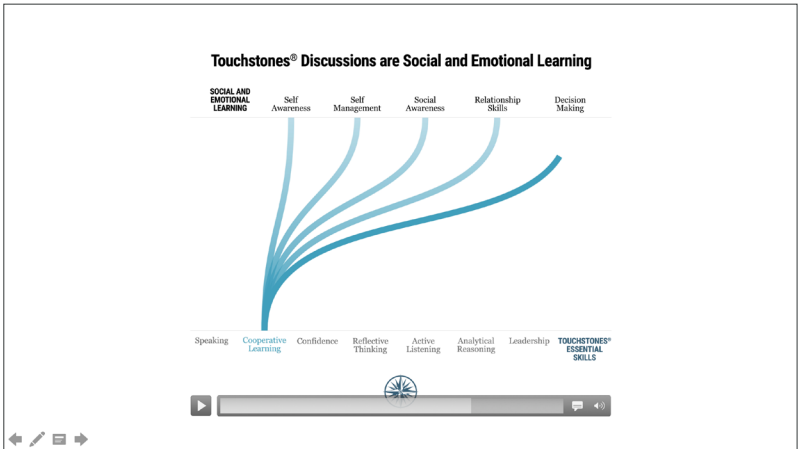 Touchstones® Discussions are Social and Emotional Learning
SOCIAL AND
EMOTIONAL
LEARNING
Self
Awareness
Self
Management
Social
Awareness
Relationship
Skills
Decision
Making
Speaking
Cooperative
Learning
Confidence
Reflective
Thinking
Active
Listening
Analytical
Reasoning
Leadership
TOUCHSTONES®
ESSENTIAL
SKILLS